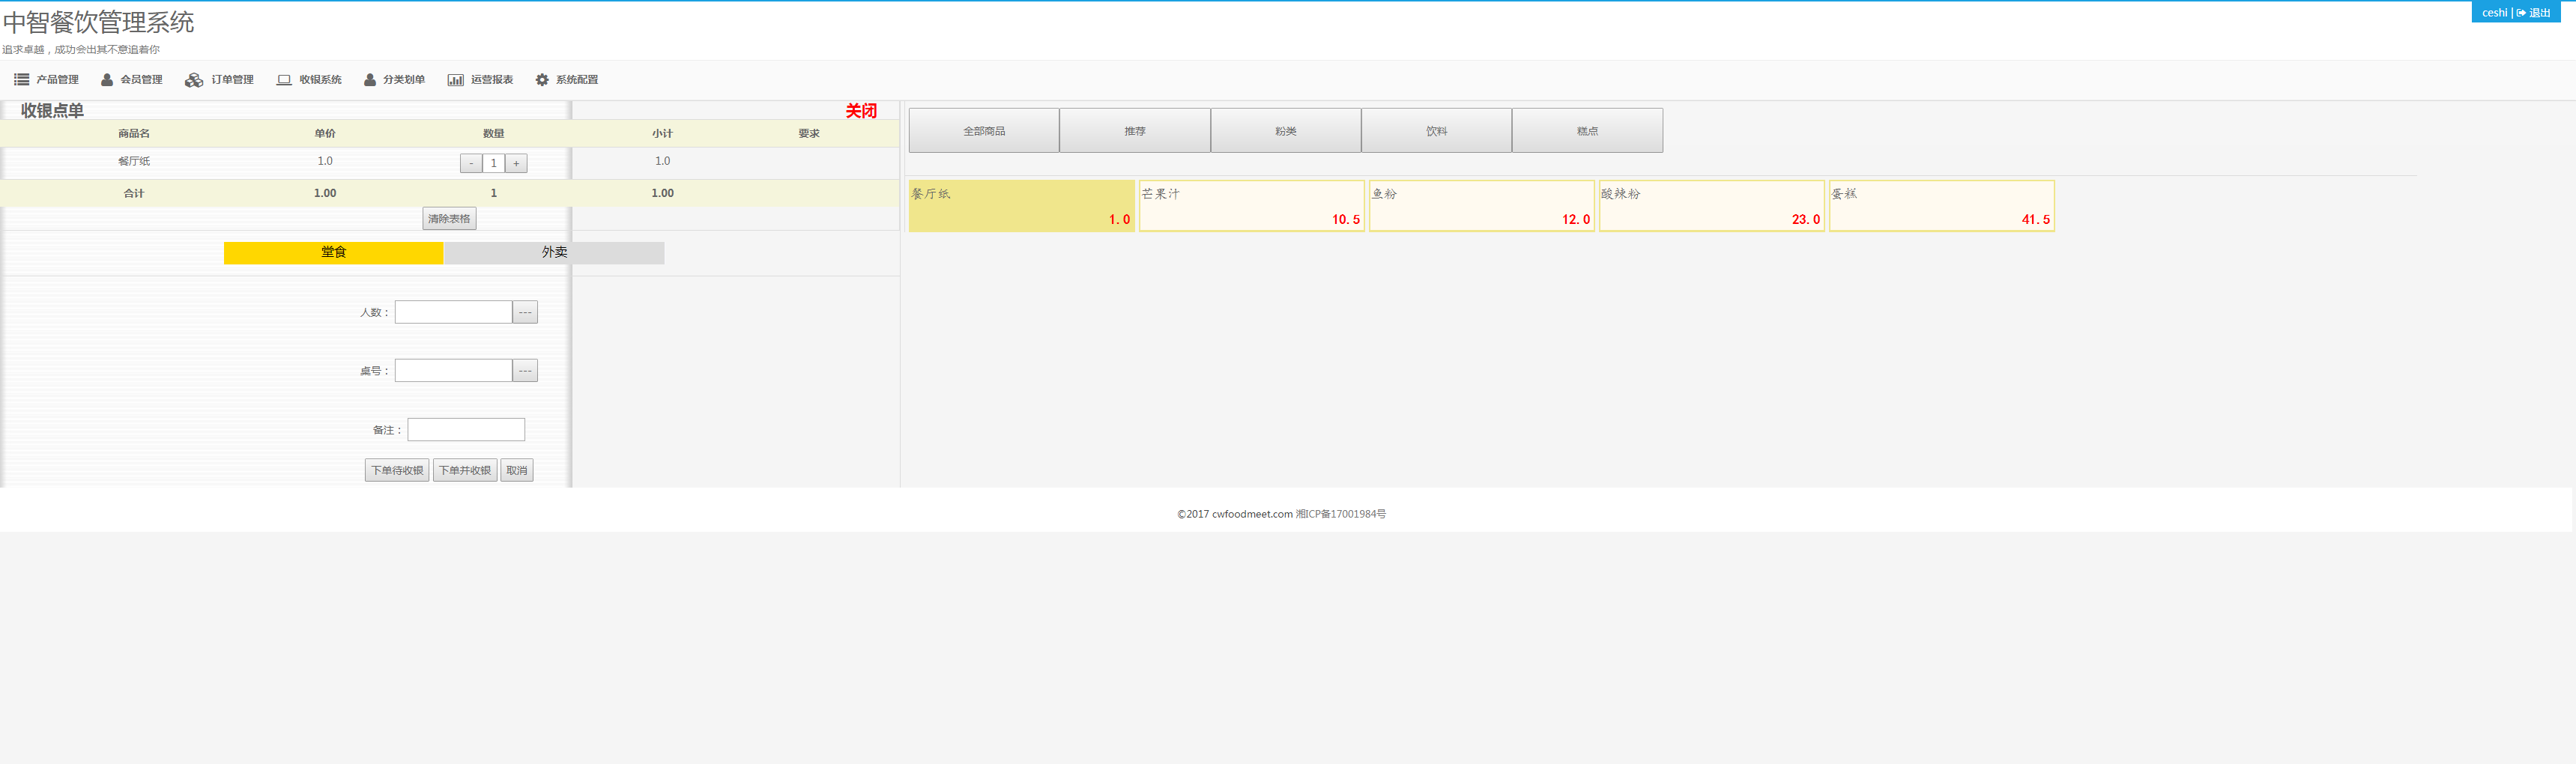 中智餐饮管理系统
ceshi | 退出
追求卓越，成功会出其不意追着你
产品管理 会员管理 订单管理 收银系统 分类划单 运营报表 系统配置
收银点单 关闭
商品名 单价 数量 小计 要求
餐厅纸 1.0 - 1 + 1.0
合计 1.00 1 1.00
清除表格
堂食 外卖
人数： ---
桌号： ---
备注：
下单待收银 下单并收银 取消
全部商品 推荐 粉类 饮料 糕点
餐厅纸 芒果汁 鱼粉 酸辣粉 蛋糕
1.0 10.5 12.0 23.0 41.5
©2017 cwfoodmeet.com 湘ICP备17001984号